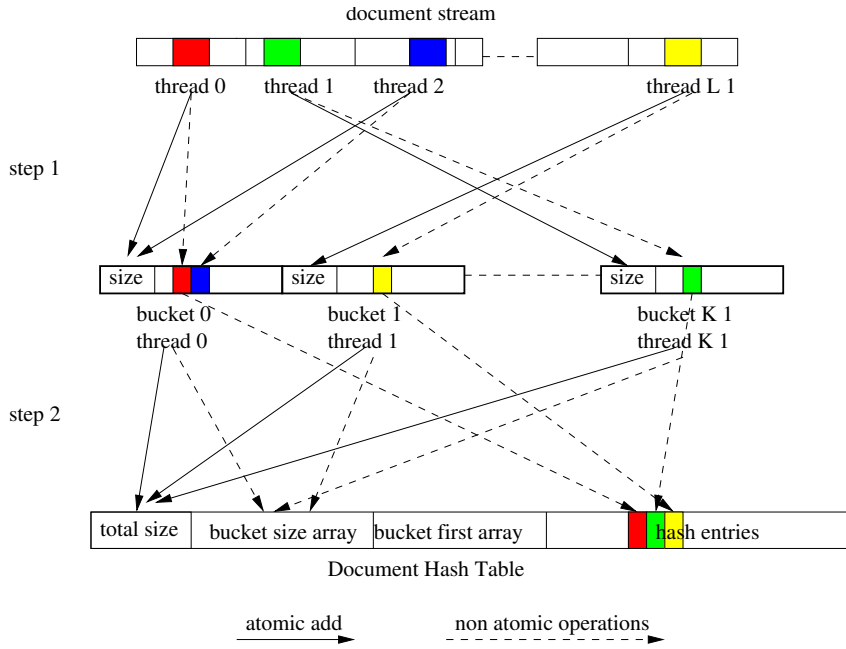 document stream
thread 0
thread 1
thread 2
thread L 1
step 1
size
size
size
bucket 0
bucket 1
bucket K 1
thread 0
thread 1
thread K 1
step 2
total size
bucket size array
bucket first array
hash entries
Document Hash Table
atomic add
non atomic operations